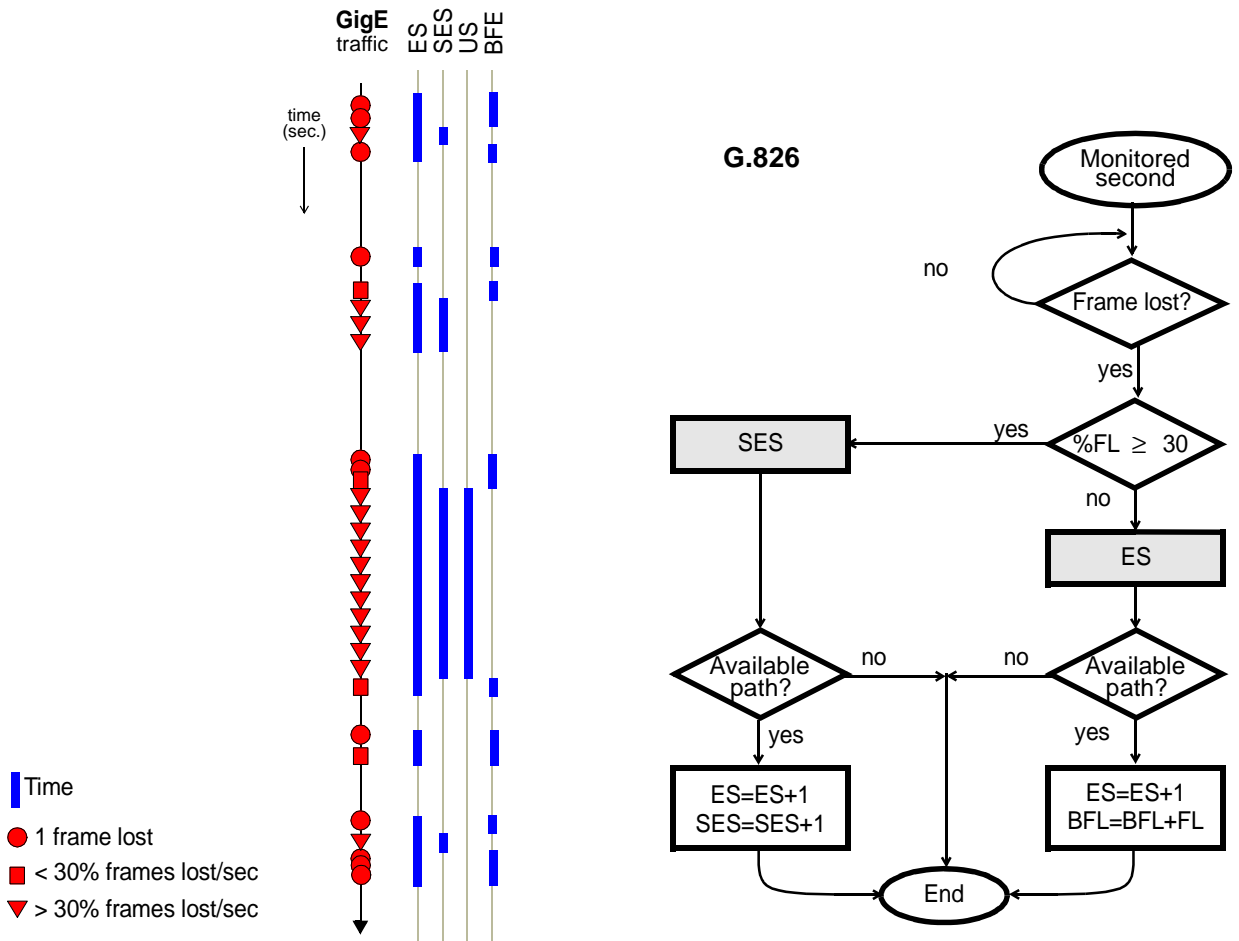 GigE
traffic
ES
SES
US
BFE
time
(sec.)
G.826
Monitored
second
no
Frame lost?
yes
SES
yes
%FL ≥ 30
no
ES
Available
path?
no
no
Available
path?
yes
yes
ES=ES+1
SES=SES+1
ES=ES+1
BFL=BFL+FL
End
Time
1 frame lost
< 30% frames lost/sec
> 30% frames lost/sec